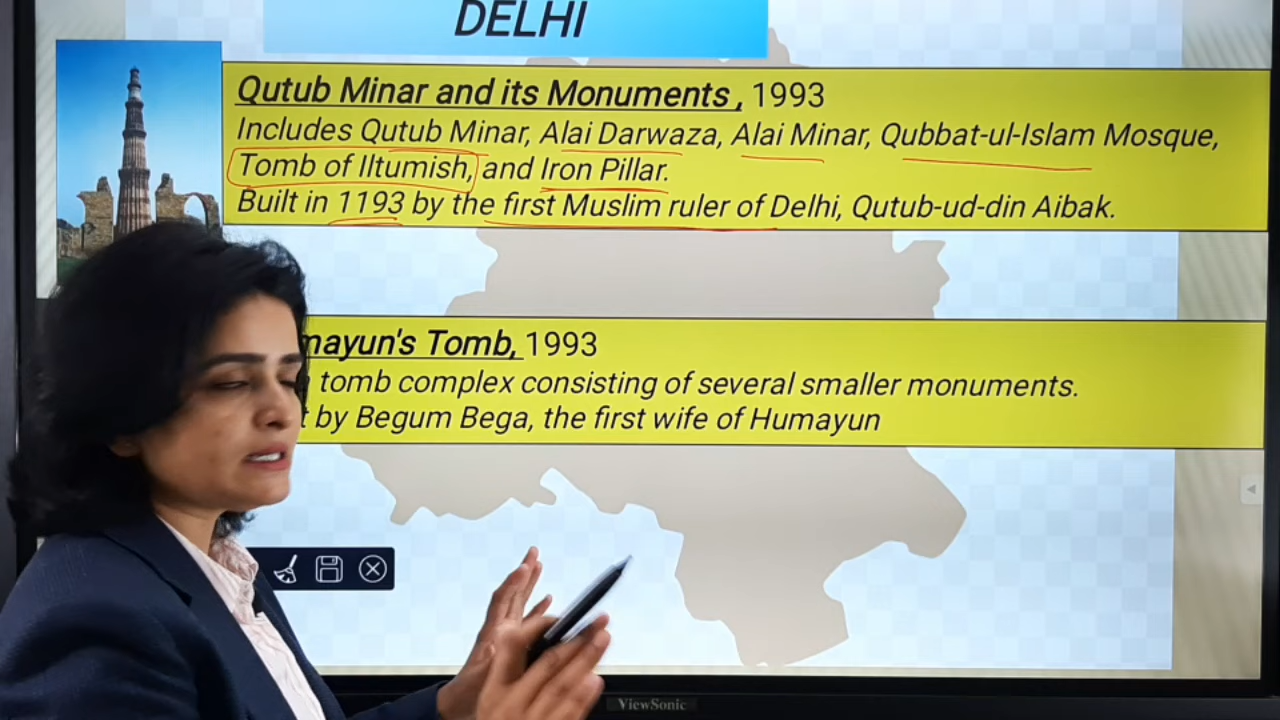 DELHI
Qutub Minar and its Monuments , 1993
Includes Qutub Minar, Alai Darwaza, Alai Minar, Qubbat-ul-Islam Mosque,
Tomb of Iltumish, and Iron Pillar.
Built in 1193 by the first Muslim ruler of Delhi, Qutub-ud-din Aibak.
mayun's Tomb, 1993
tomb complex consisting of several smaller monuments.
by Begum Bega, the first wife of Humayun
ViewSonic